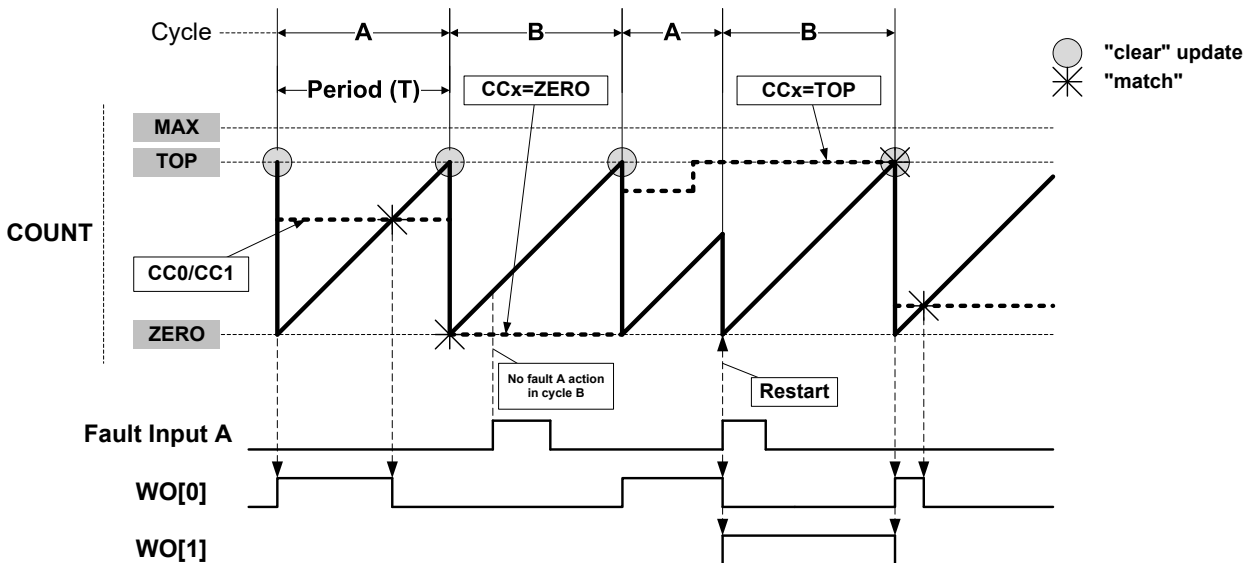 Cycle A B A B
"clear" update
"match"
Period (T)
CCx=ZERO
CCx=TOP
MAX
TOP
COUNT
CC0/CC1
ZERO
No fault A action
in cycle B
Restart
Fault Input A
WO[0]
WO[1]